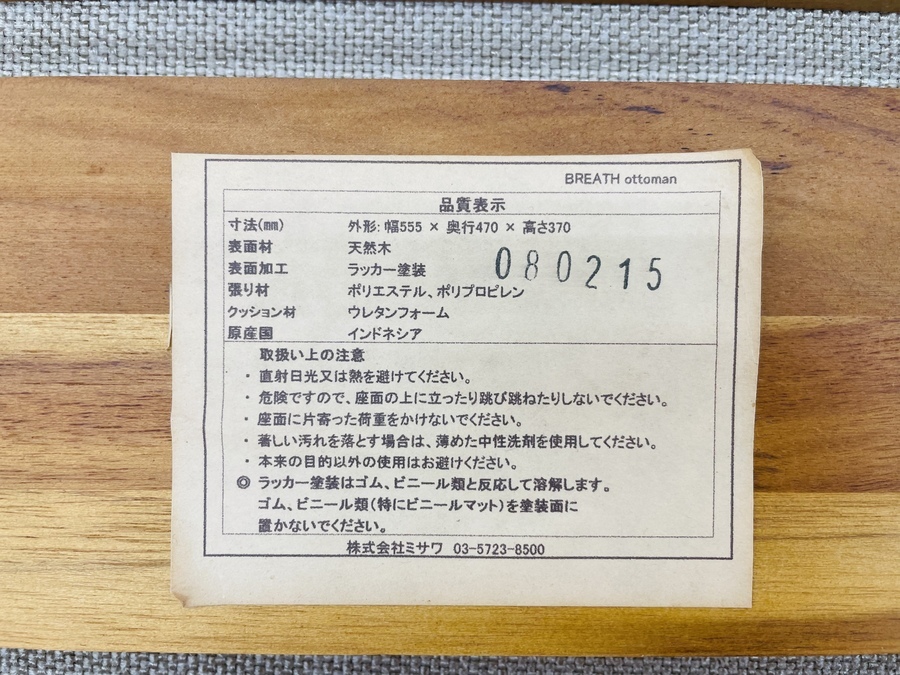 BREATH ottoman
品質表示
寸法(mm) 外形: 幅555 × 奥行470 × 高さ370
表面材 天然木
表面加工 ラッカー塗装
080215
張り材 ポリエステル、ポリプロピレン
クッション材 ウレタンフォーム
原産国 インドネシア
取扱い上の注意
・ 直射日光又は熱を避けてください。
・ 危険ですので、座面の上に立ったり跳び跳ねたりしないでください。
・ 座面に片寄った荷重をかけないでください。
・ 著しい汚れを落とす場合は、薄めた中性洗剤を使用してください。
・ 本来の目的以外の使用はお避けください。
◎ ラッカー塗装はゴム、ビニール類と反応して溶解します。
ゴム、ビニール類(特にビニールマット)を塗装面に
置かないでください。
株式会社ミサワ 03-5723-8500